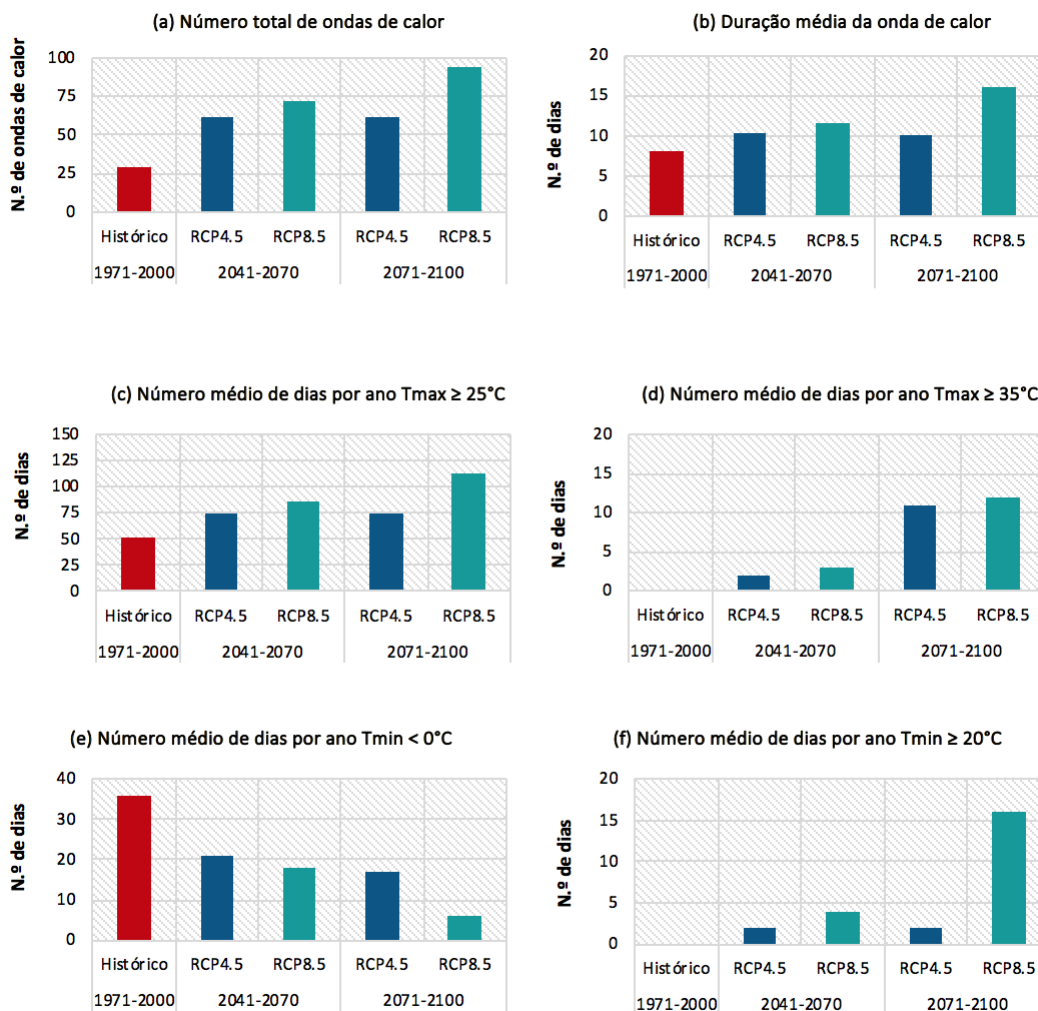 (a) Número total de ondas de calor
N.º de ondas de calor
100
75
50
25
0
Histórico RCP4.5 RCP8.5 RCP4.5 RCP8.5
1971-2000 2041-2070 2071-2100
(b) Duração média da onda de calor
N.º de dias
20
15
10
5
0
Histórico RCP4.5 RCP8.5 RCP4.5 RCP8.5
1971-2000 2041-2070 2071-2100
(c) Número médio de dias por ano Tmax ≥ 25°C
N.º de dias
150
125
100
75
50
25
0
Histórico RCP4.5 RCP8.5 RCP4.5 RCP8.5
1971-2000 2041-2070 2071-2100
(d) Número médio de dias por ano Tmax ≥ 35°C
N.º de dias
20
15
10
5
0
Histórico RCP4.5 RCP8.5 RCP4.5 RCP8.5
1971-2000 2041-2070 2071-2100
(e) Número médio de dias por ano Tmin < 0°C
N.º de dias
40
30
20
10
0
Histórico RCP4.5 RCP8.5 RCP4.5 RCP8.5
1971-2000 2041-2070 2071-2100
(f) Número médio de dias por ano Tmin ≥ 20°C
N.º de dias
20
15
10
5
0
Histórico RCP4.5 RCP8.5 RCP4.5 RCP8.5
1971-2000 2041-2070 2071-2100